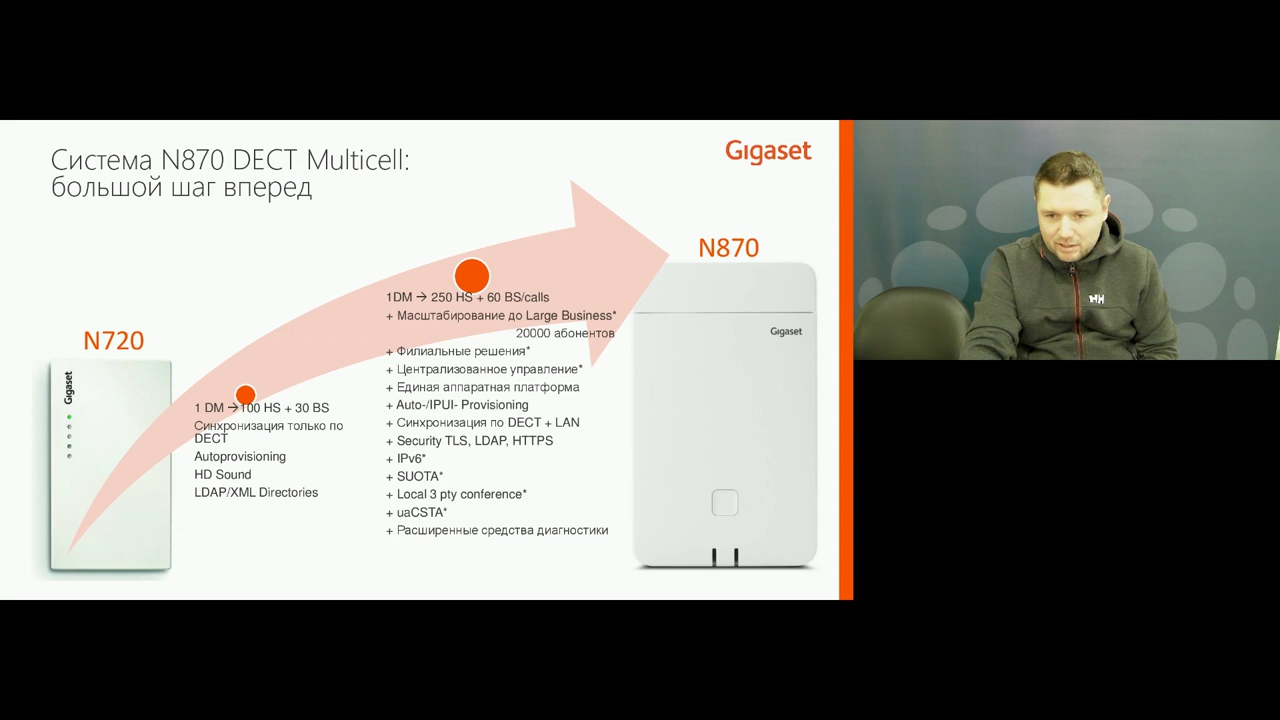 Система N870 DECT Multicell:
большой шаг вперед
Gigaset
N720
Gigaset
1 DM → 100 HS + 30 BS
Синхронизация только по
DECT
Autoprovisioning
HD Sound
LDAP/XML Directories
1DM → 250 HS + 60 BS/calls
+ Масштабирование до Large Business*
20000 абонентов
+ Филиальные решения*
+ Централизованное управление*
+ Единая аппаратная платформа
+ Auto-/IPUI- Provisioning
+ Синхронизация по DECT + LAN
+ Security TLS, LDAP, HTTPS
+ IPv6*
+ SUOTA*
+ Local 3 pty conference*
+ uaCSTA*
+ Расширенные средства диагностики
N870
Gigaset
HH